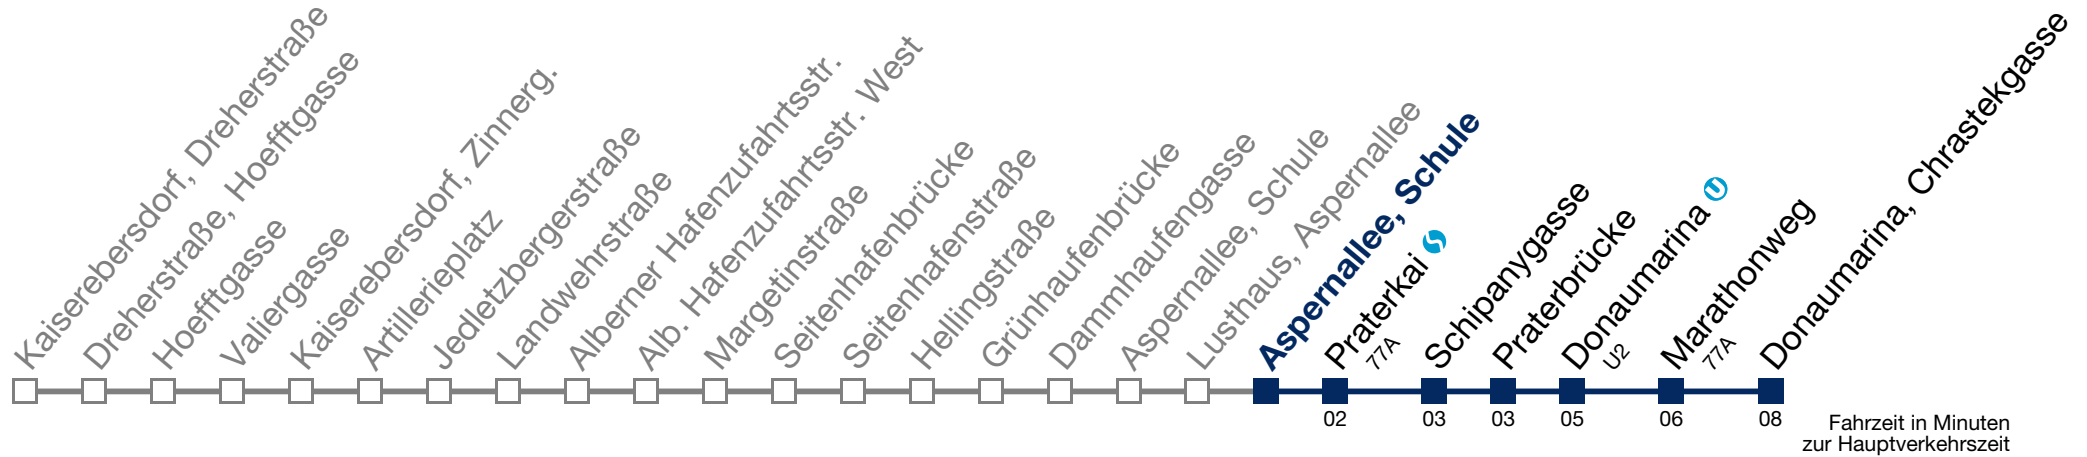 Kaiserebersdorf, Dreherstraße
Dreherstraße, Hoefftgasse
Hoefftgasse
Valiergasse
Kaiserebersdorf, Zinnerg.
Artillerieplatz
Jedletzbergerstraße
Landwehrstraße
Alberner Hafenzufahrtsstr.
Alb. Hafenzufahrtsstr. West
Margetinstraße
Seitenhafenbrücke
Seitenhafenstraße
Hellingstraße
Grünhaufenbrücke
Dammhaufengasse
Aspernallee, Schule
Lusthaus, Aspernallee
Aspernallee, Schule
Praterkai
77A
Schipanygasse
Praterbrücke
Donaumarina U
U2
Marathonweg
77A
Donaumarina, Chrastekgasse
02 03 03 05 06 08
Fahrzeit in Minuten
zur Hauptverkehrszeit